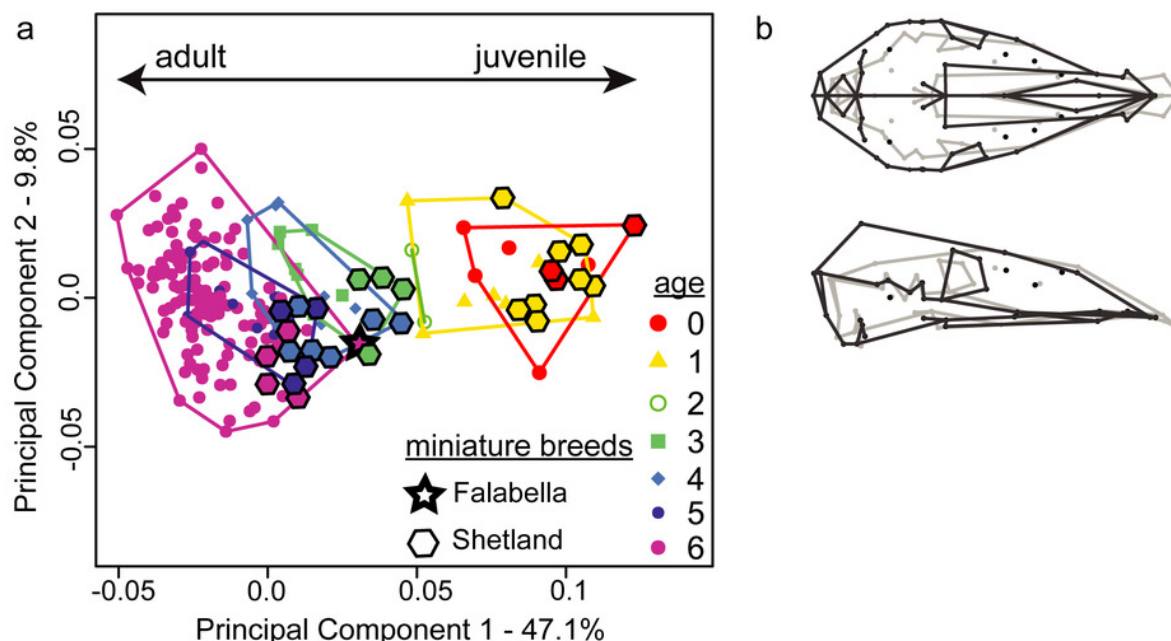 a
b
adult juvenile
Principal Component 2 - 9.8%
0.05
0.0
-0.05
age
0
1
2
3
4
5
6
miniature breeds
Falabella
Shetland
-0.05 0.0 0.05 0.1
Principal Component 1 - 47.1%